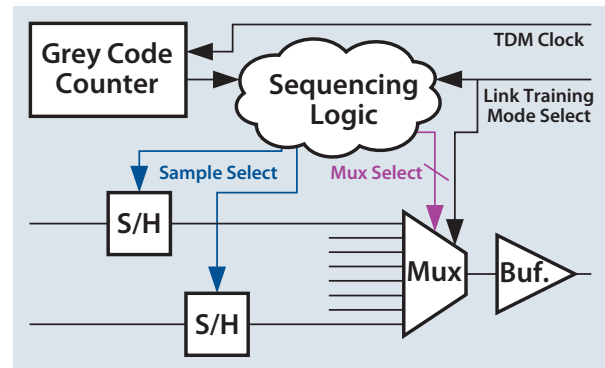 Grey Code
Counter
TDM Clock
Sequencing
Logic
Link Training
Mode Select
Sample Select
Mux Select
S/H
Mux
Buf.
S/H